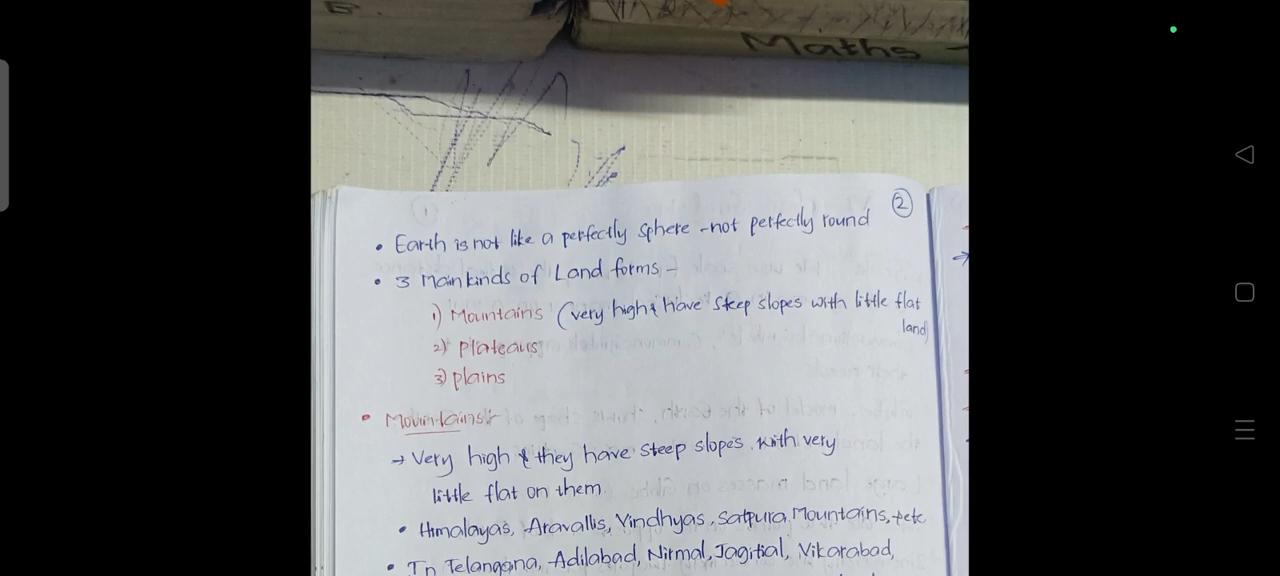 Maths
2
• Earth is not like a perfectly sphere - not perfectly round
• 3 Main kinds of Land forms -
1) Mountains (very high & have steep slopes with little flat
land)
2) plateaus
3) plains
• Mountains :-
→ Very high & they have steep slopes with very
little flat on them.
• Himalayas, Aravallis, Vindhyas, Satpura Mountains, etc
• In Telangana, Adilabad, Nirmal, Jagitial, Vikarabad,